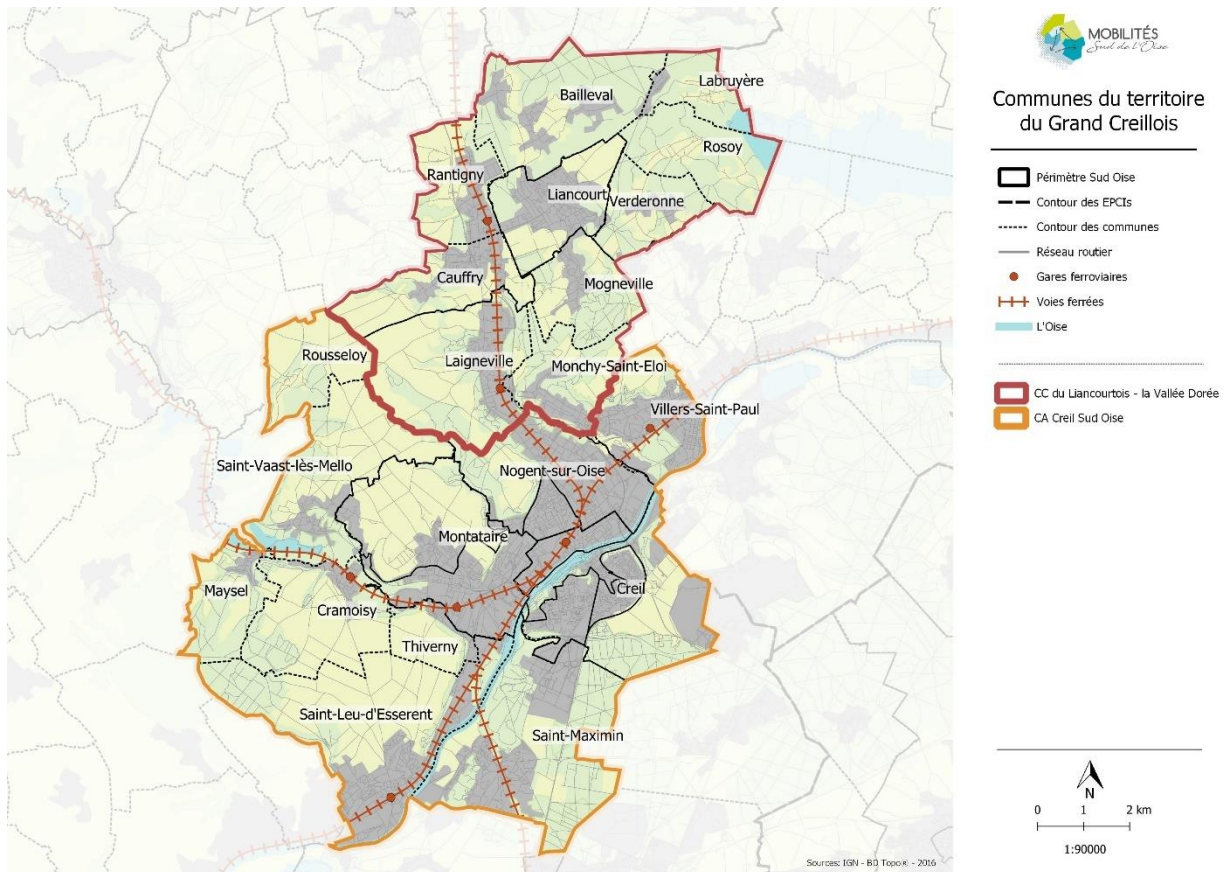 Labruyère
Bailleval
Rosoy
Rantigny
Liancourt
Verderonne
Cauffry
Mogneville
Rousseloy
Laigneville
Monchy-Saint-Eloi
Villers-Saint-Paul
Saint-Vaast-lès-Mello
Nogent-sur-Oise
Montataire
Maysel
Cramoisy
Creil
Thiverny
Saint-Leu-d'Esserent
Saint-Maximin
Sources: IGN - BD Topo - 2016
MOBILITÉS
Sud de l'Oise
Communes du territoire
du Grand Creillois
Périmètre Sud Oise
Contour des EPCIs
Contour des communes
Réseau routier
Gares ferroviaires
Voies ferrées
L'Oise
CC du Liancourtois - la Vallée Dorée
CA Creil Sud Oise
N
0 1 2 km
1:90000